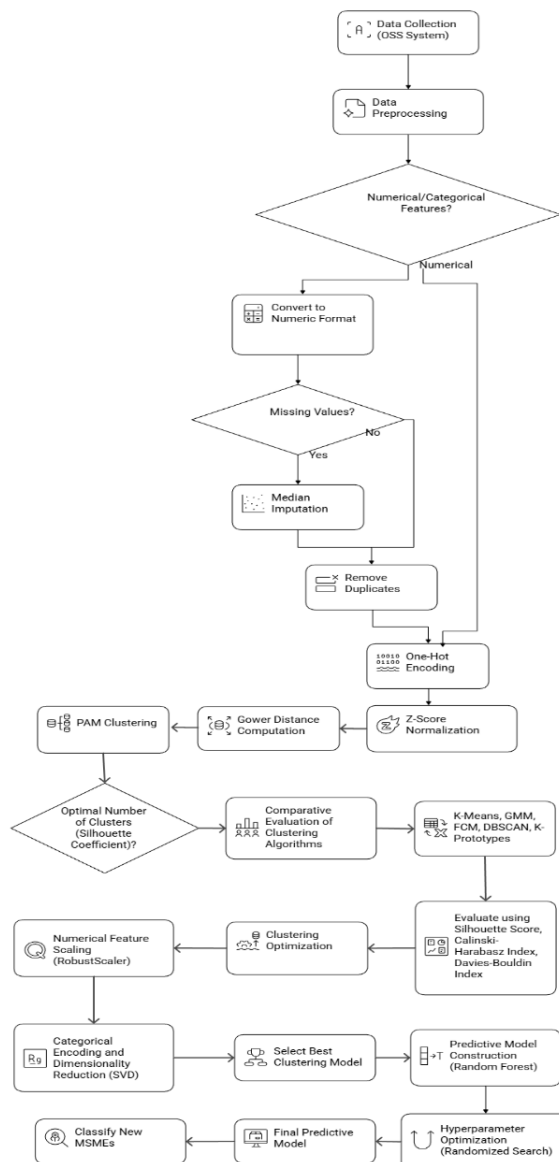 Data Collection
(OSS System)
Data
Preprocessing
Numerical/Categorical
Features?
Numerical
Convert to
Numeric Format
Missing Values?
No
Yes
Median
Imputation
Remove
Duplicates
One-Hot
Encoding
Z-Score
Normalization
Gower Distance
Computation
PAM Clustering
Optimal Number
of Clusters
(Silhouette
Coefficient)?
Comparative
Evaluation of
Clustering
Algorithms
K-Means, GMM,
FCM, DBSCAN, K-
Prototypes
Evaluate using
Silhouette Score,
Calinski-
Harabasz Index,
Davies-Bouldin
Index
Clustering
Optimization
Numerical Feature
Scaling
(RobustScaler)
Categorical
Encoding and
Dimensionality
Reduction (SVD)
Select Best
Clustering Model
Predictive Model
Construction
(Random Forest)
Hyperparameter
Optimization
(Randomized Search)
Final Predictive
Model
Classify New
MSMEs